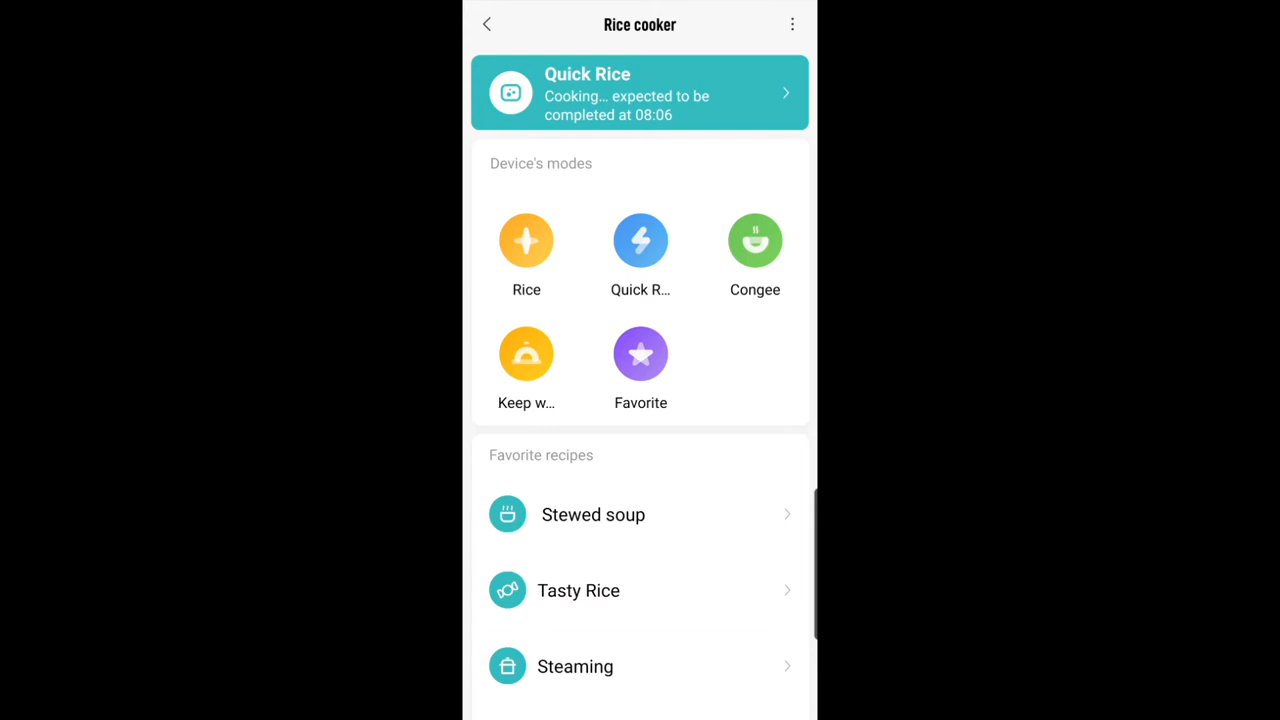 Rice cooker
Quick Rice
Cooking... expected to be
completed at 08:06
Device's modes
Rice
Quick R...
Congee
Keep w...
Favorite
Favorite recipes
Stewed soup
Tasty Rice
Steaming